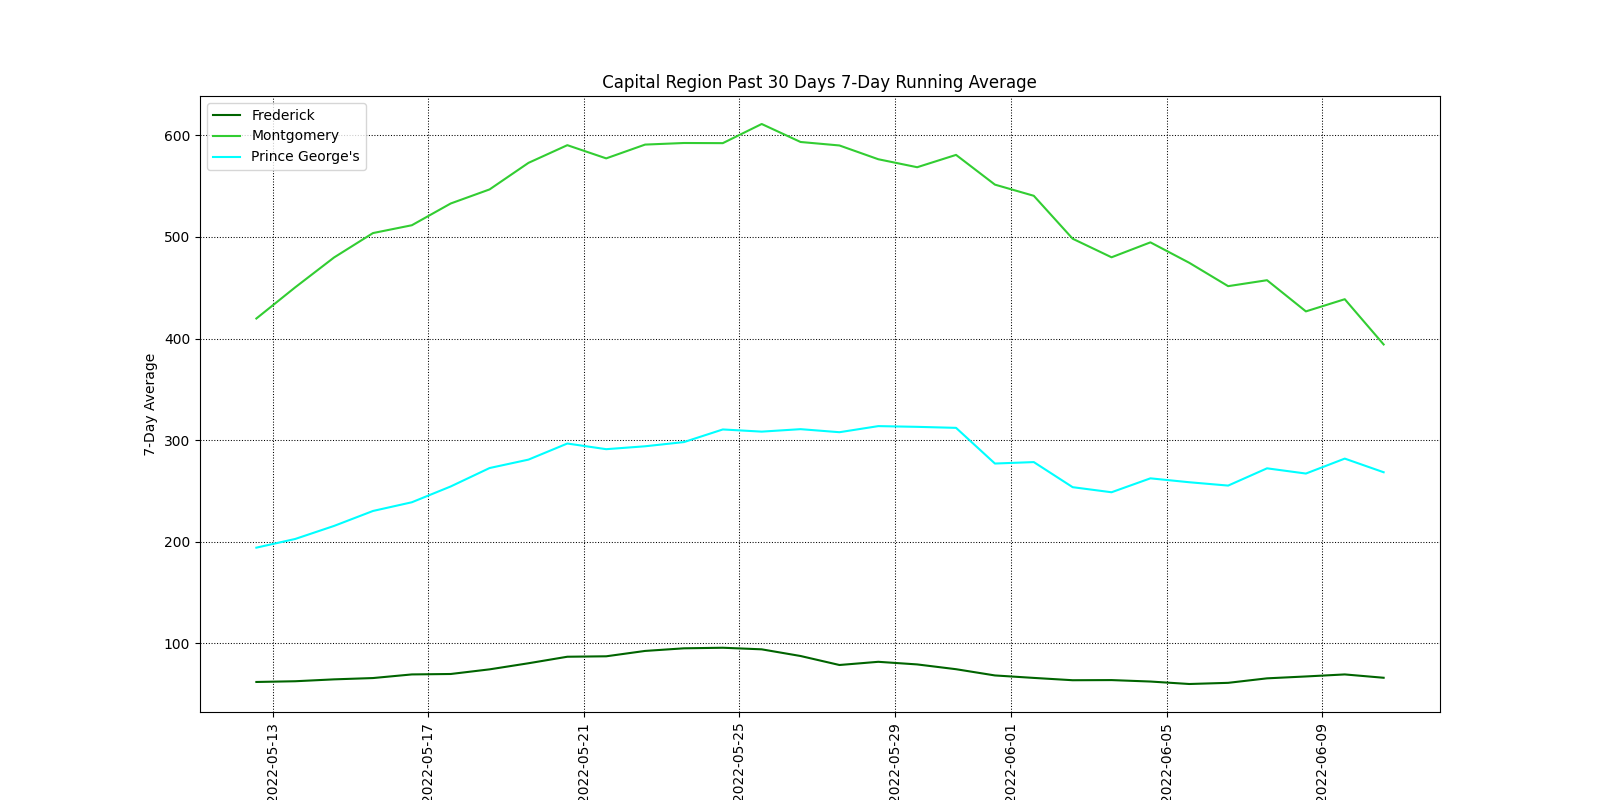 Capital Region Past 30 Days 7-Day Running Average
Frederick
Montgomery
Prince George's
600
500
400
300
200
100
7-Day Average
2022-05-13
2022-05-17
2022-05-21
2022-05-25
2022-05-29
2022-06-01
2022-06-05
2022-06-09